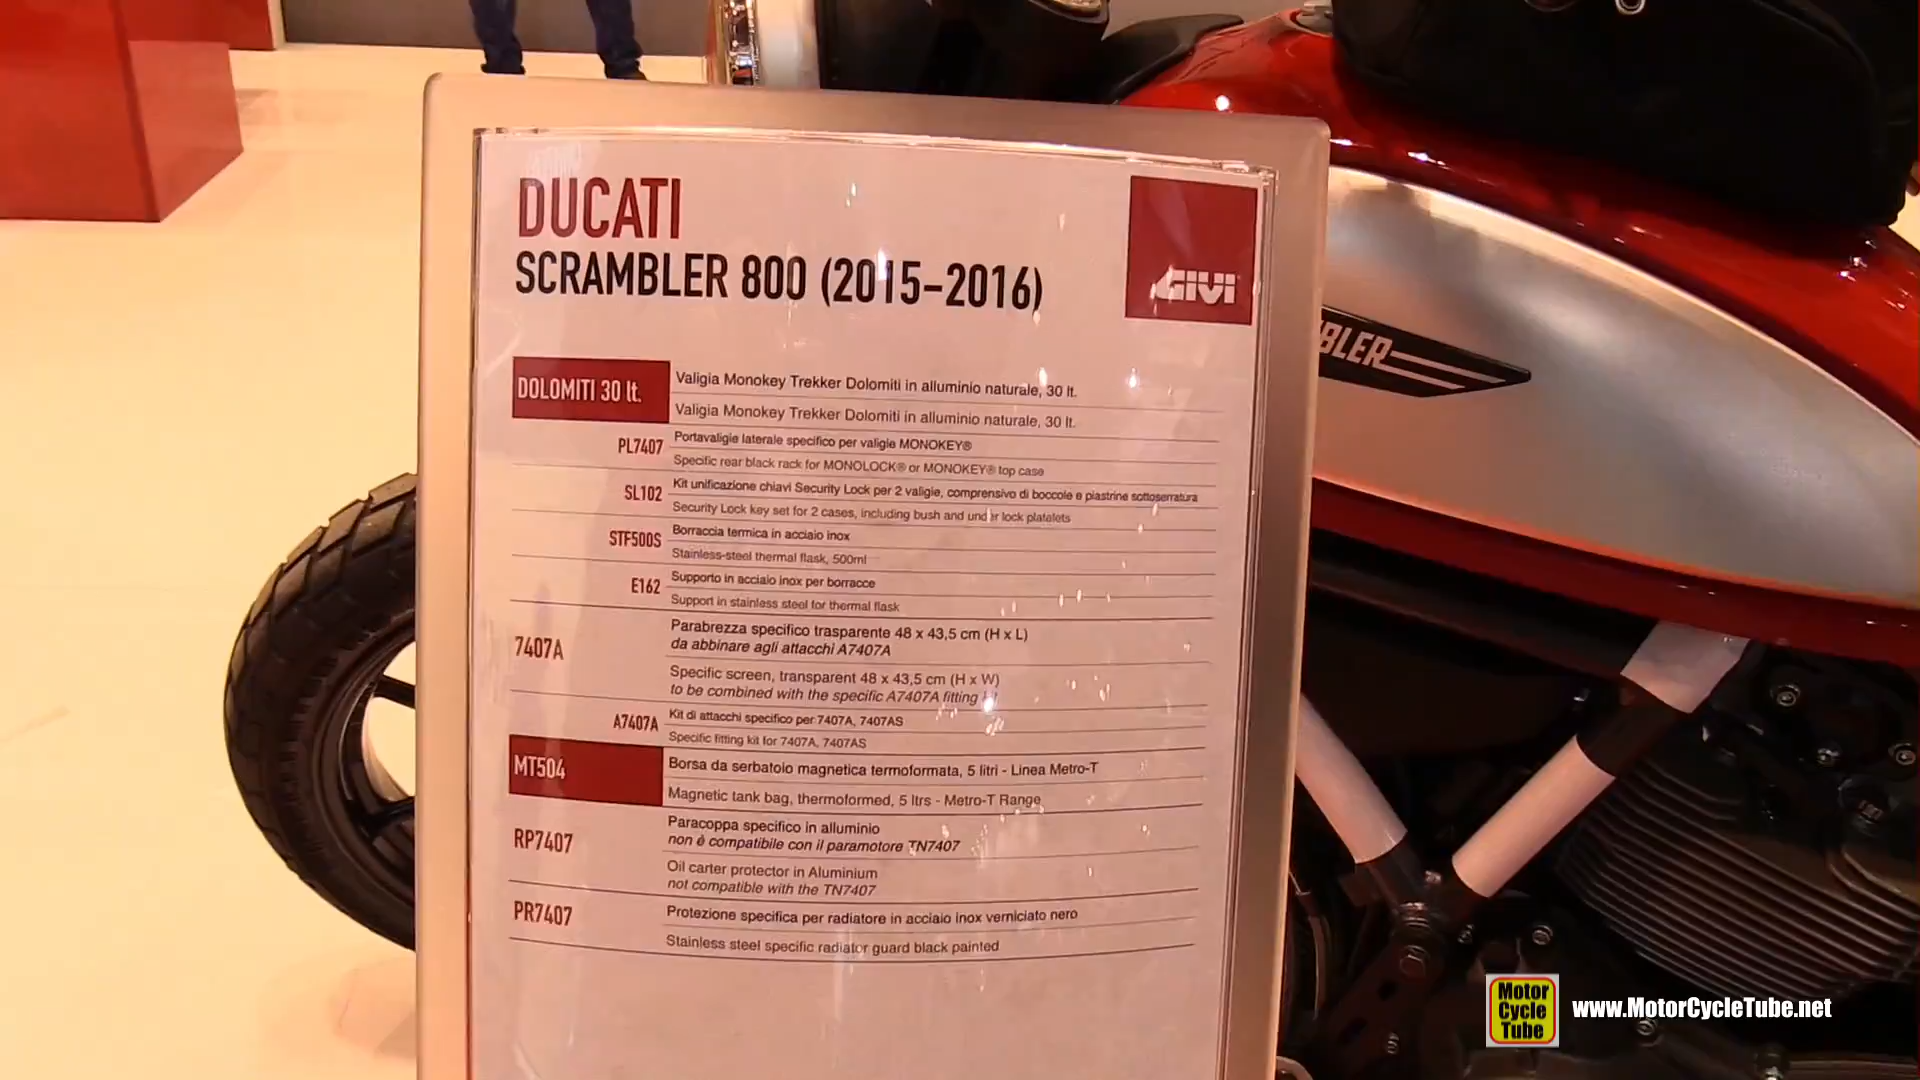 DUCATI
SCRAMBLER 800 (2015-2016)
GIVI
BLER
DOLOMITI 30 lt.
Valigia Monokey Trekker Dolomiti in alluminio naturale, 30 lt.
Valigia Monokey Trekker Dolomiti in alluminio naturale, 30 lt.
PL7407
Portavaligie laterale specifico per valigie MONOKEY®
Specific rear black rack for MONOLOCK® or MONOKEY® top case
SL102
Kit unificazione chiavi Security Lock per 2 valigie, comprensivo di boccole e piastrine sottoserratura
Security Lock key set for 2 cases, including bush and under lock platelets
STF500S
Borraccia termica in acciaio inox
Stainless-steel thermal flask, 500ml
E162
Supporto in acciaio inox per borracce
Support in stainless steel for thermal flask
7407A
Parabrezza specifico trasparente 48 x 43,5 cm (H x L)
da abbinare agli attacchi A7407A
Specific screen, transparent 48 x 43,5 cm (H x W)
to be combined with the specific A7407A fitting kit
A7407A
Kit di attacchi specifico per 7407A, 7407AS
Specific fitting kit for 7407A, 7407AS
MT504
Borsa da serbatoio magnetica termoformata, 5 litri - Linea Metro-T
Magnetic tank bag, thermoformed, 5 ltrs - Metro-T Range
RP7407
Paracoppa specifico in alluminio
non è compatibile con il paramotore TN7407
Oil carter protector in Aluminium
not compatible with the TN7407
PR7407
Protezione specifica per radiatore in acciaio inox verniciato nero
Stainless steel specific radiator guard black painted
Motor
Cycle
Tube
www.MotorCycleTube.net